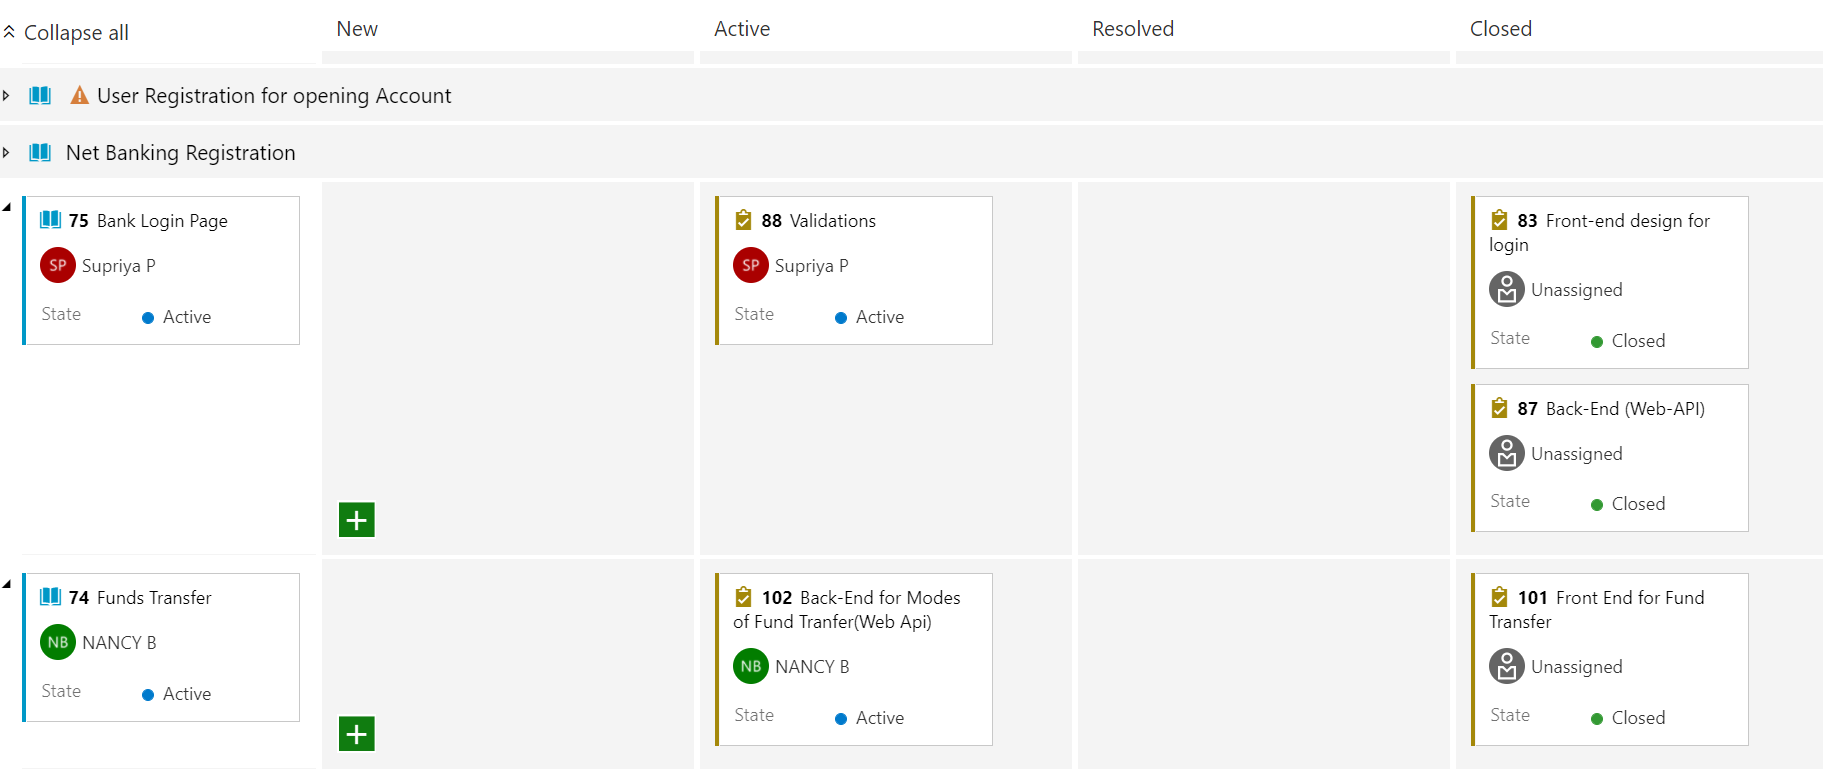 Collapse all
New
Active
Resolved
Closed
User Registration for opening Account
Net Banking Registration
75 Bank Login Page
SP Supriya P
State Active
88 Validations
SP Supriya P
State Active
83 Front-end design for
login
Unassigned
State Closed
87 Back-End (Web-API)
Unassigned
State Closed
74 Funds Transfer
NB NANCY B
State Active
102 Back-End for Modes
of Fund Tranfer(Web Api)
NB NANCY B
State Active
101 Front End for Fund
Transfer
Unassigned
State Closed